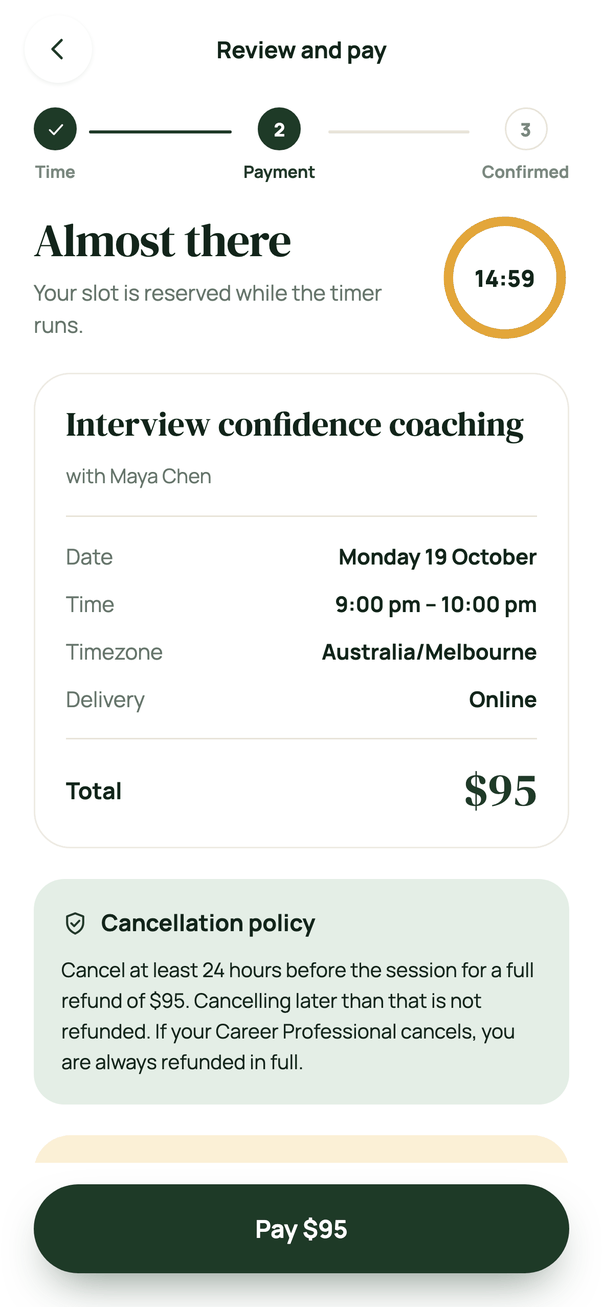 Review and pay
2
3
Time
Payment
Confirmed
Almost there
14:59
Your slot is reserved while the timer
runs.
Interview confidence coaching
with Maya Chen
Date
Monday 19 October
Time
9:00 pm – 10:00 pm
Timezone
Australia/Melbourne
Delivery
Online
Total
$95
Cancellation policy
Cancel at least 24 hours before the session for a full
refund of $95. Cancelling later than that is not
refunded. If your Career Professional cancels, you
are always refunded in full.
Pay $95